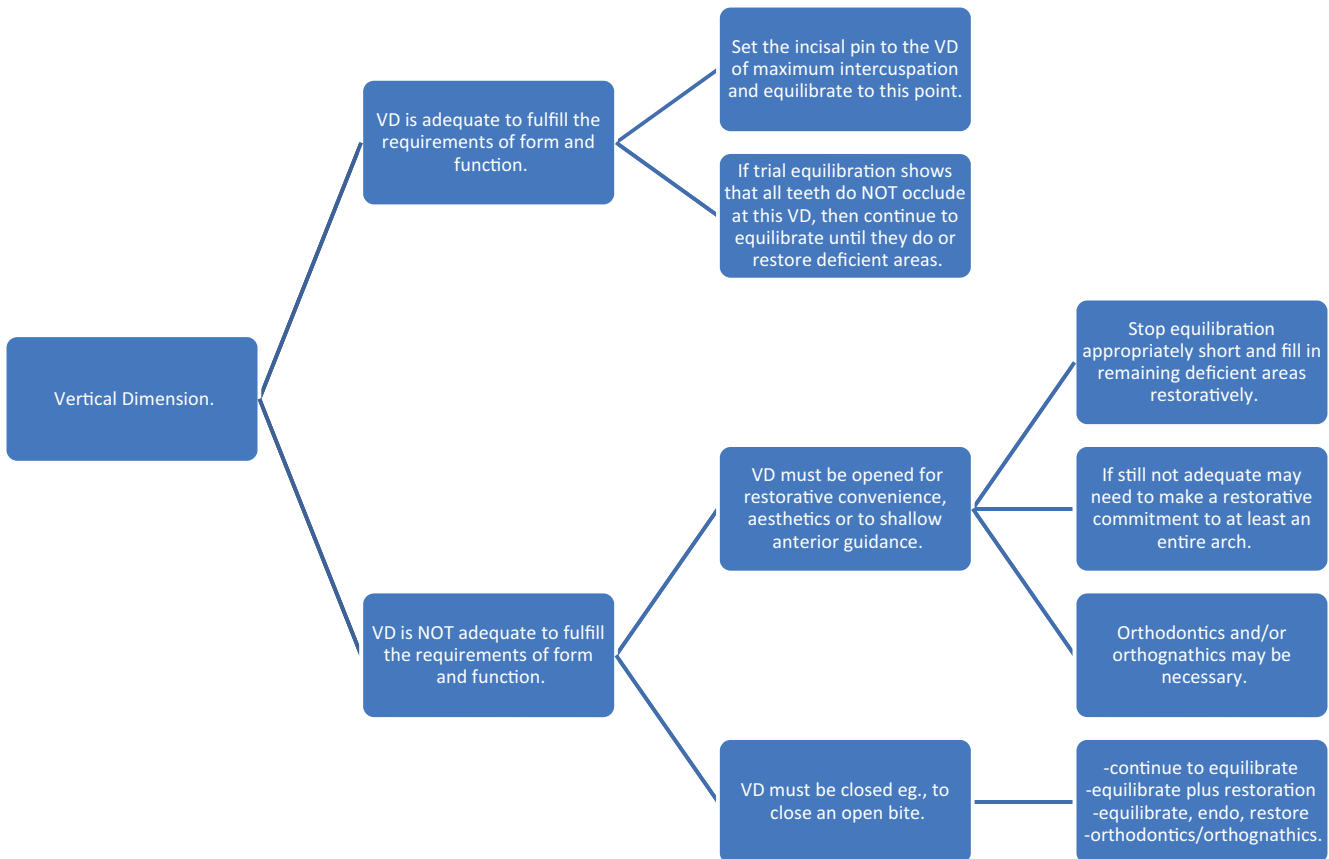 Vertical Dimension.
VD is adequate to fulfill the
requirements of form and
function.
Set the incisal pin to the VD
of maximum intercuspation
and equilibrate to this point.
If trial equilibration shows
that all teeth do NOT occlude
at this VD, then continue to
equilibrate until they do or
restore deficient areas.
VD is NOT adequate to fulfill
the requirements of form
and function.
VD must be opened for
restorative convenience,
aesthetics or to shallow
anterior guidance.
Stop equilibration
appropriately short and fill in
remaining deficient areas
restoratively.
If still not adequate may
need to make a restorative
commitment to at least an
entire arch.
Orthodontics and/or
orthognathics may be
necessary.
VD must be closed eg., to
close an open bite.
-continue to equilibrate
-equilibrate plus restoration
-equilibrate, endo, restore
-orthodontics/orthognathics.